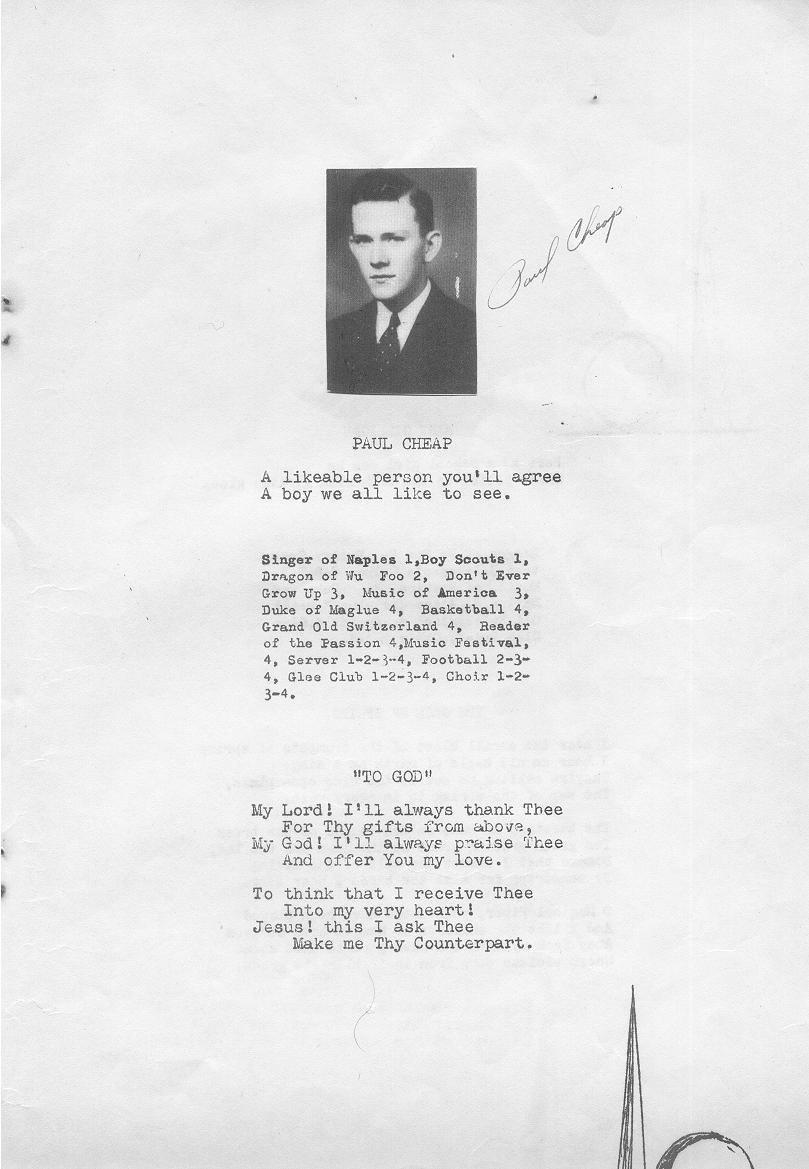 Paul Cheap
PAUL CHEAP
A likeable person you'll agree
A boy we all like to see.
Singer of Naples 1,Boy Scouts 1,
Dragon of Wu Foo 2, Don't Ever
Grow Up 3, Music of America 3,
Duke of Maglue 4, Basketball 4,
Grand Old Switzerland 4, Reader
of the Passion 4,Music Festival,
4, Server 1-2-3-4, Football 2-3-
4, Glee Club 1-2-3-4, Choir 1-2-
3-4.
"TO GOD"
My Lord! I'll always thank Thee
For Thy gifts from above,
My God! I'll always praise Thee
And offer You my love.
To think that I receive Thee
Into my very heart!
Jesus! this I ask Thee
Make me Thy Counterpart.